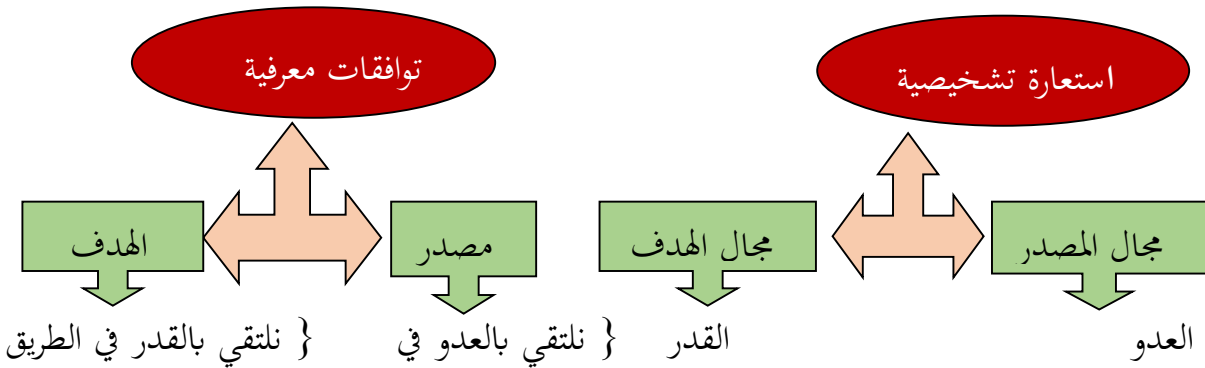 استعارة تشخيصية
توافقات معرفية
مجال المصدر
مجال الهدف
مصدر
الهدف
العدو
القدر
{ نلتقي بالعدو في
{ نلتقي بالقدر في الطريق